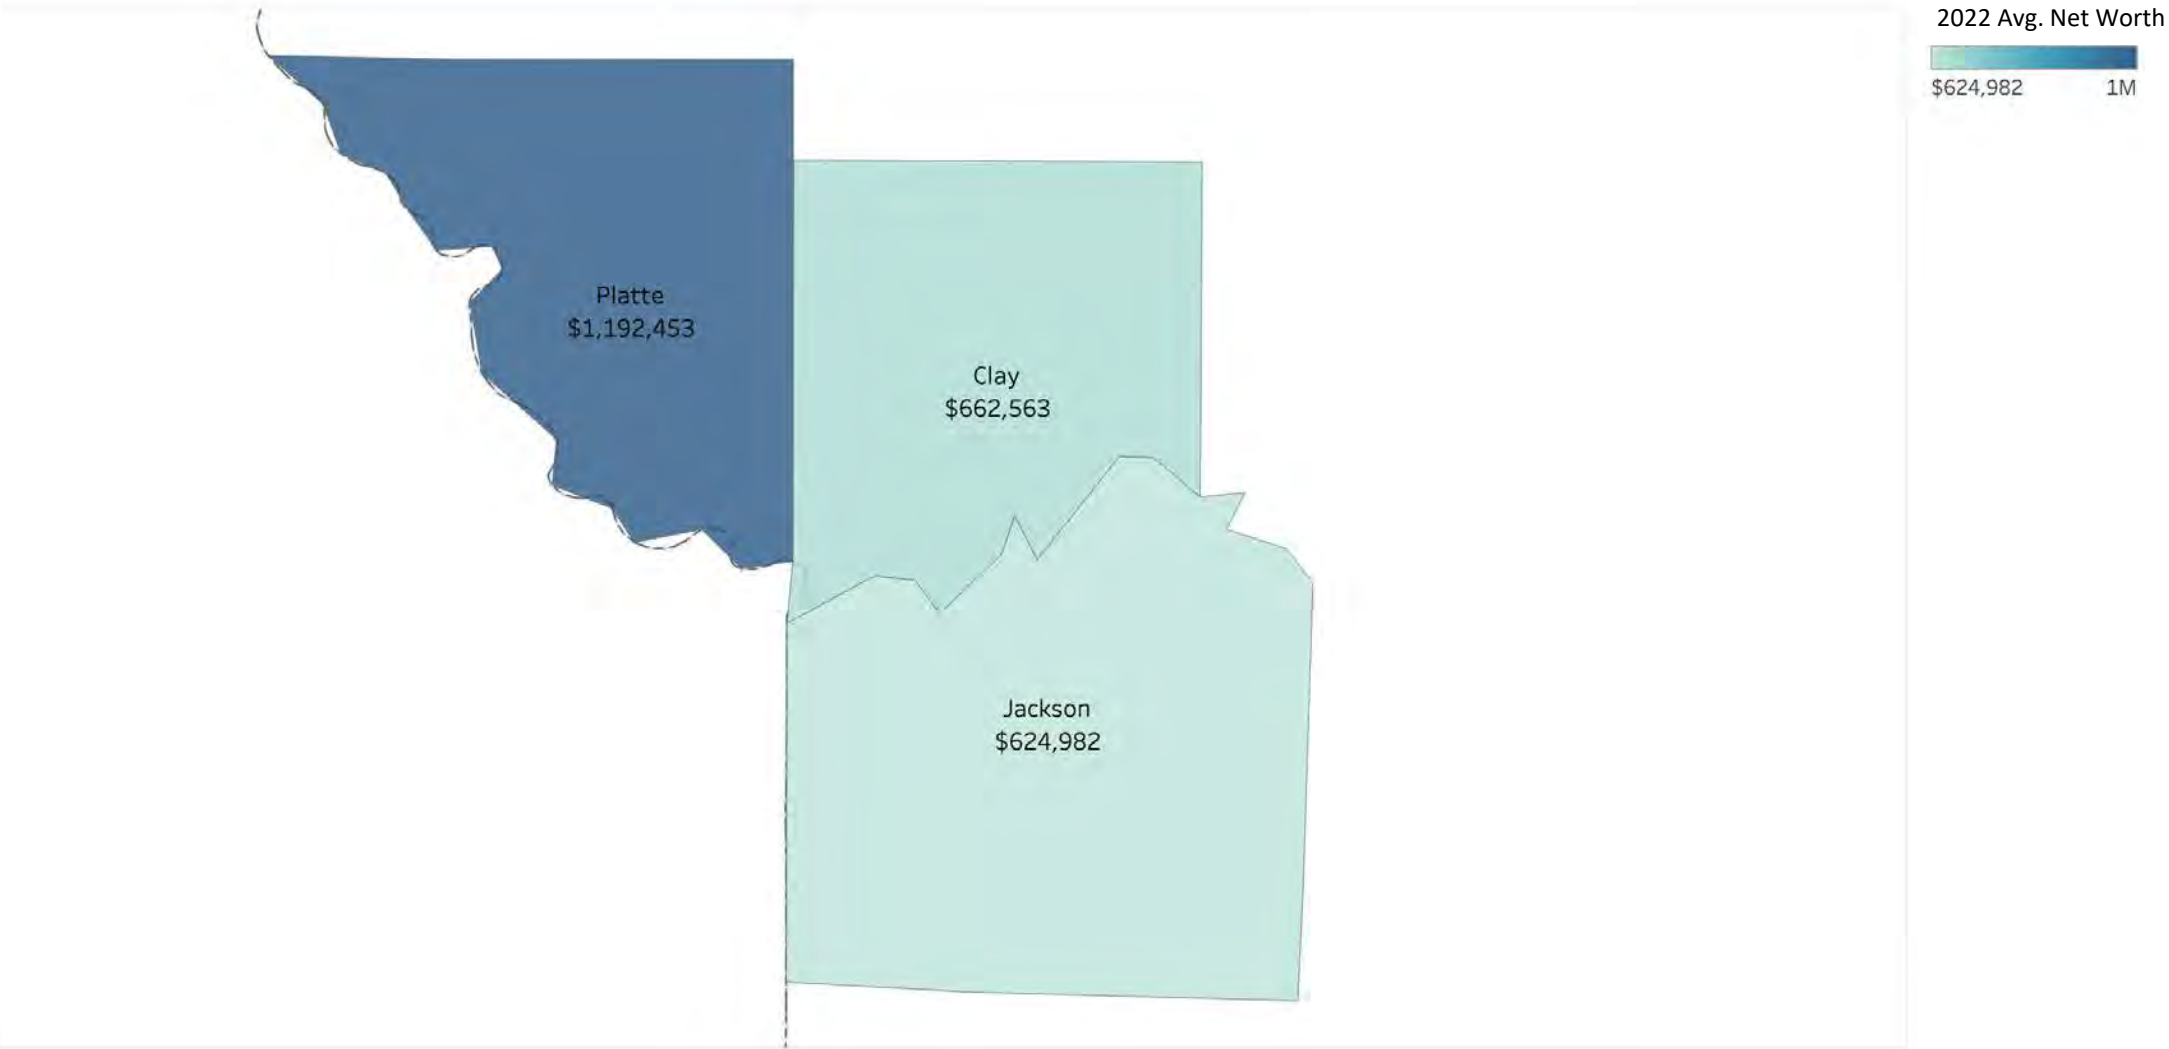 2022 Avg. Net Worth
$624,982 1M
Platte
$1,192,453
Clay
$662,563
Jackson
$624,982